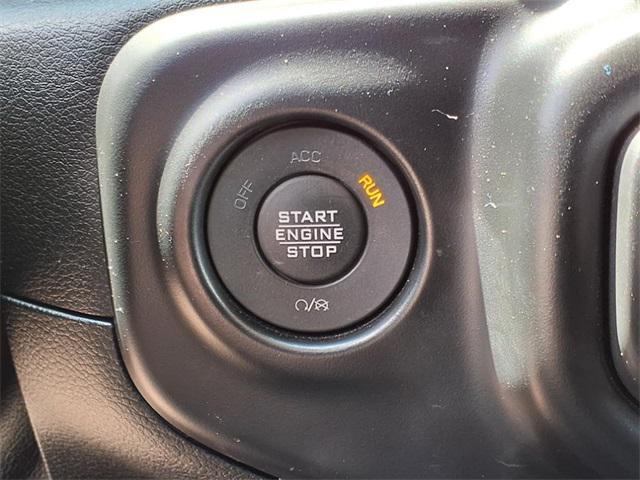 ACC
OFF
RUN
START
ENGINE
STOP